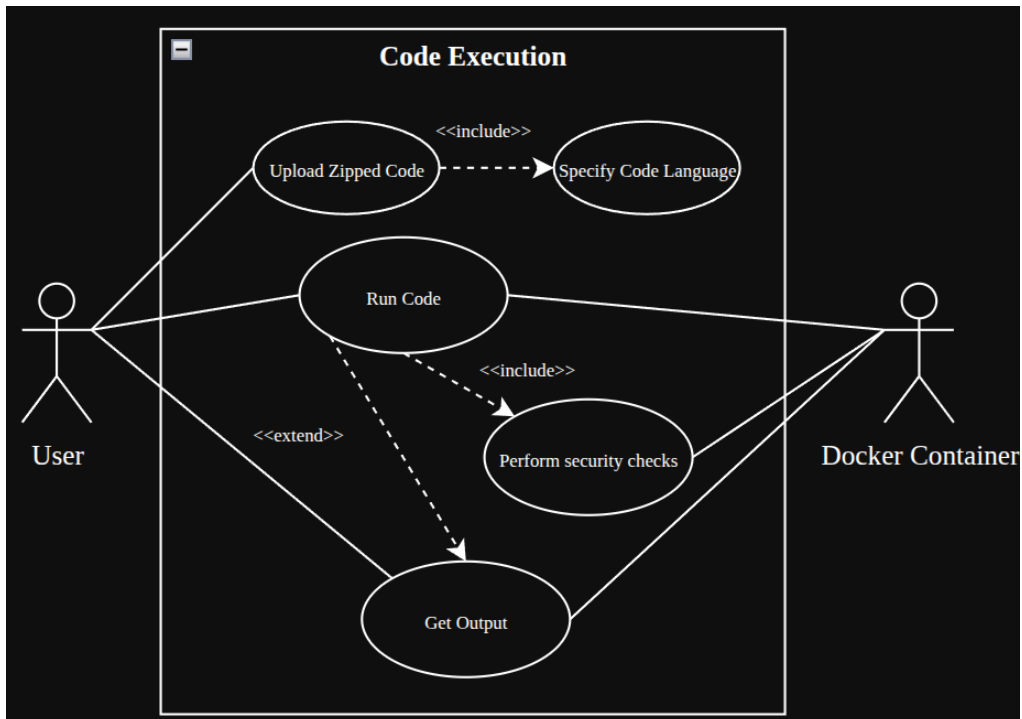 Code Execution
<<include>>
Upload Zipped Code
Specify Code Language
Run Code
<<include>>
<<extend>>
User
Perform security checks
Docker Container
Get Output